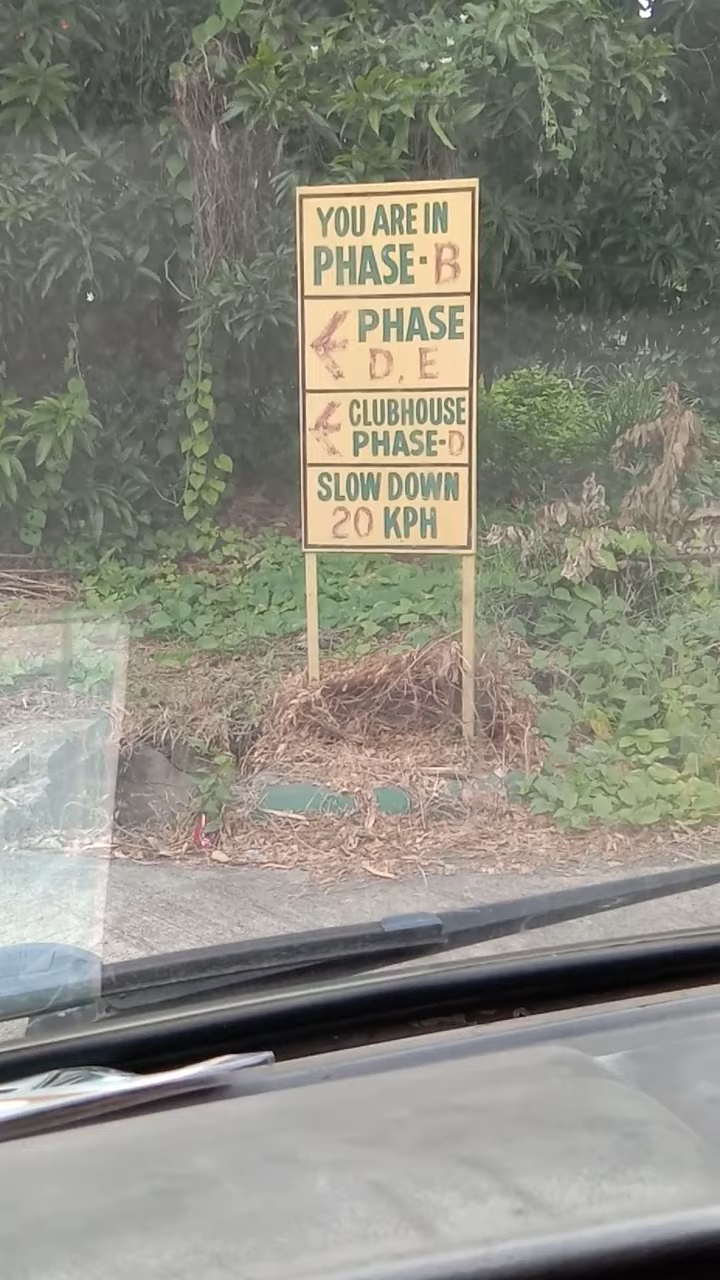 YOU ARE IN
PHASE-B
PHASE
D, E
CLUBHOUSE
PHASE-D
SLOW DOWN
20 KPH